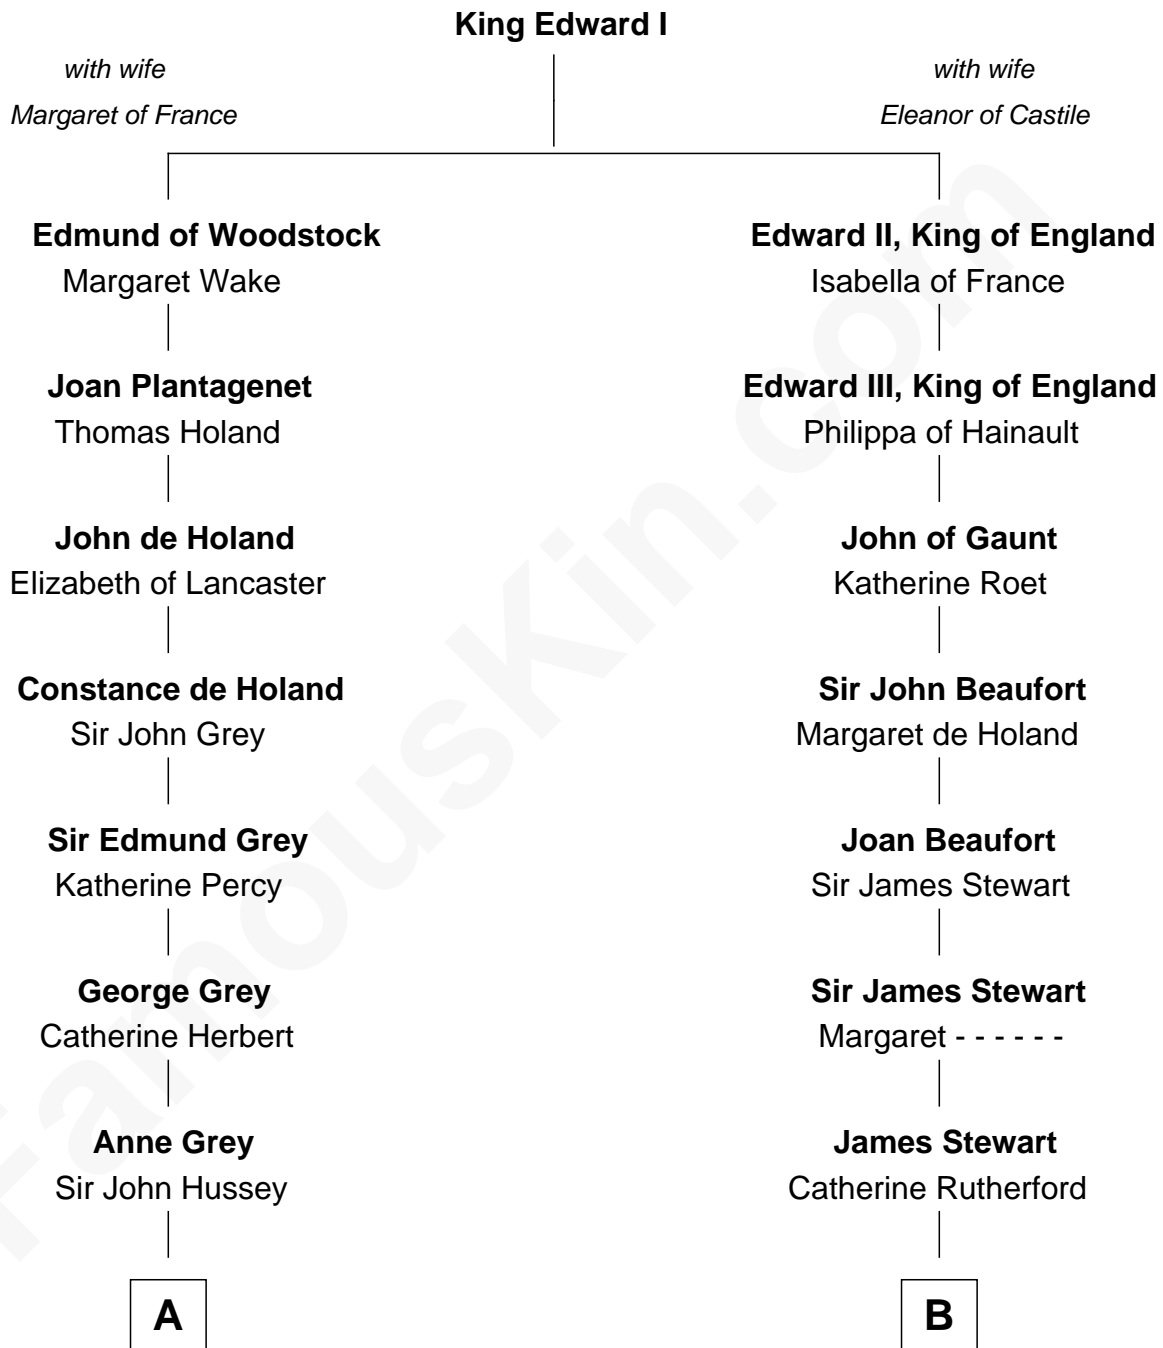 King Edward I
with wife
Margaret of France
with wife
Eleanor of Castile
Edmund of Woodstock
Margaret Wake
Edward II, King of England
Isabella of France
Joan Plantagenet
Thomas Holand
Edward III, King of England
Philippa of Hainault
John de Holand
Elizabeth of Lancaster
John of Gaunt
Katherine Roet
Constance de Holand
Sir John Grey
Sir John Beaufort
Margaret de Holand
Sir Edmund Grey
Katherine Percy
Joan Beaufort
Sir James Stewart
George Grey
Catherine Herbert
Sir James Stewart
Margaret - - - - - -
Anne Grey
Sir John Hussey
James Stewart
Catherine Rutherford
A
B
FamousKin.com